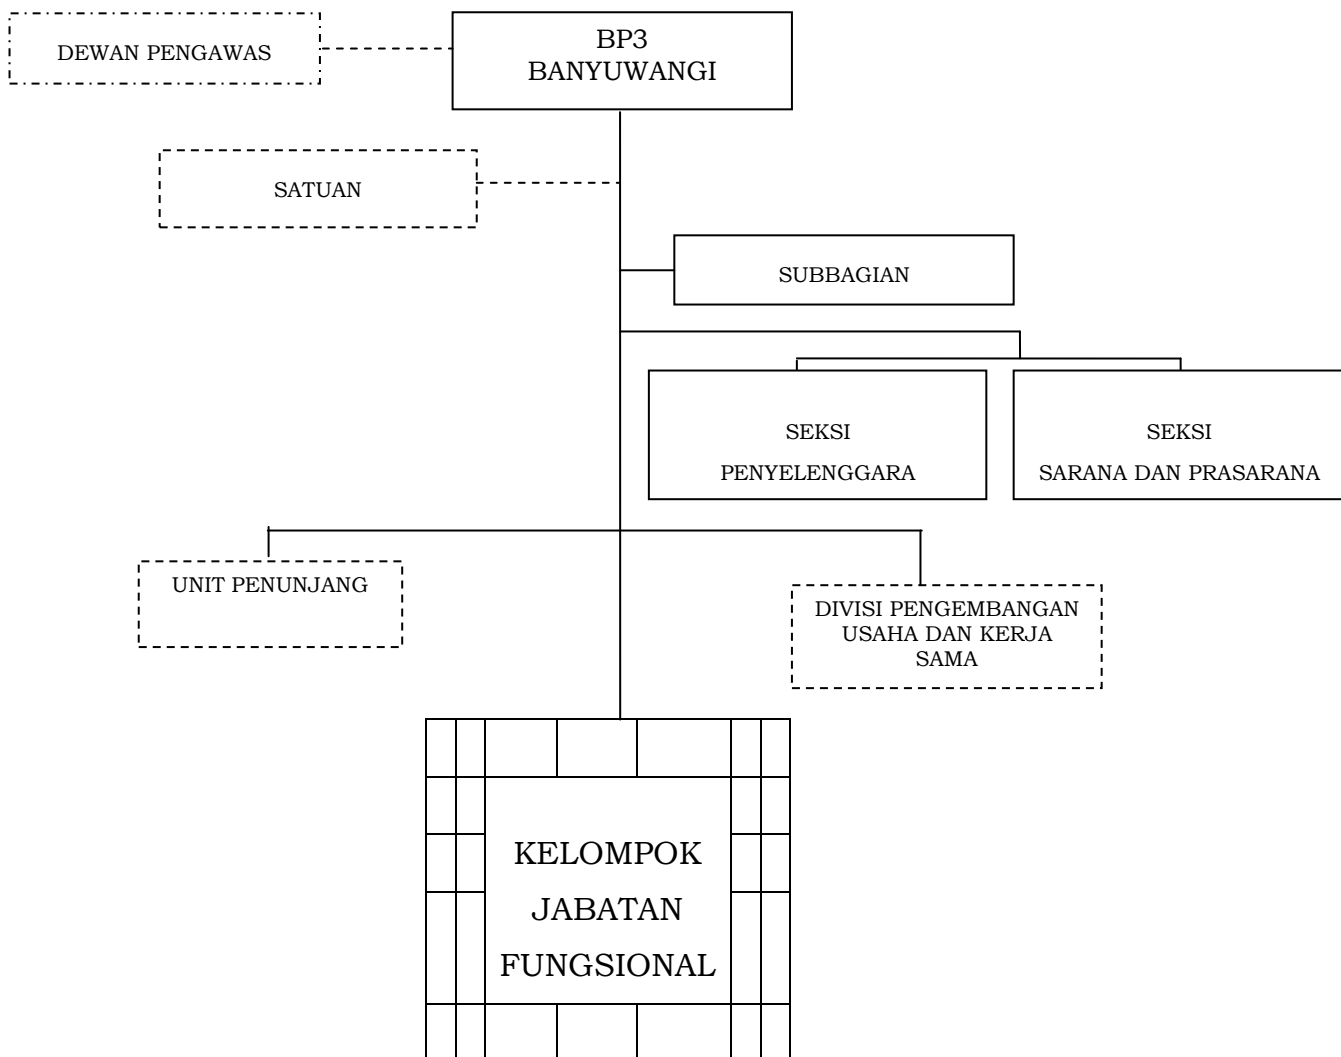 DEWAN PENGAWAS
BP3
BANYUWANGI
SATUAN
SUBBAGIAN
SEKSI
PENYELENGGARA
SEKSI
SARANA DAN PRASARANA
UNIT PENUNJANG
DIVISI PENGEMBANGAN
USAHA DAN KERJA
SAMA
KELOMPOK
JABATAN
FUNGSIONAL